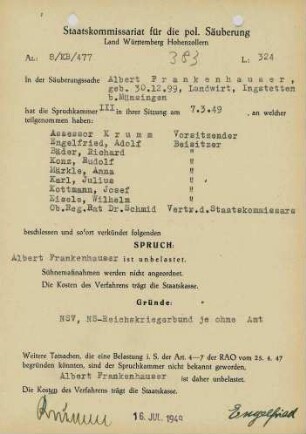 Staatskommissariat für die pol. Säuberung
Land Württemberg Hohenzollern
Az.: 8/KB/477 383 L: 324
In der Säuberungssache Albert Frankenhauser,
geb. 30.12.99, Landwirt, Ingstetten
b.Münsingen
hat die Spruchkammer III in ihrer Sitzung am 7.3.49 , an welcher
teilgenommen haben:
Assessor Krumm Vorsitzender
Engelfried, Adolf Beisitzer
Bäder, Richard "
Konz, Rudolf "
Märkle, Anna "
Karl, Julius "
Kottmann, Josef "
Eisele, Wilhelm "
Ob.Reg.Rat Dr.Schmid Vertr.d.Staatskommissars
beschlossen und sofort verkündet folgenden
SPRUCH:
Albert Frankenhauser ist unbelastet.
Sühnemaßnahmen werden nicht angeordnet.
Die Kosten des Verfahrens trägt die Staatskasse.
Gründe:
NSV, NS-Reichskriegerbund je ohne Amt
Weitere Tatsachen, die eine Belastung i. S. der Art. 4—7 der RAO vom 25. 4. 47
begründen könnten, sind der Spruchkammer nicht bekannt geworden.
Albert Frankenhauser ist daher unbelastet.
Die Kosten des Verfahrens trägt die Staatskasse.
Krumm 16. JUL. 1949 Engelfried